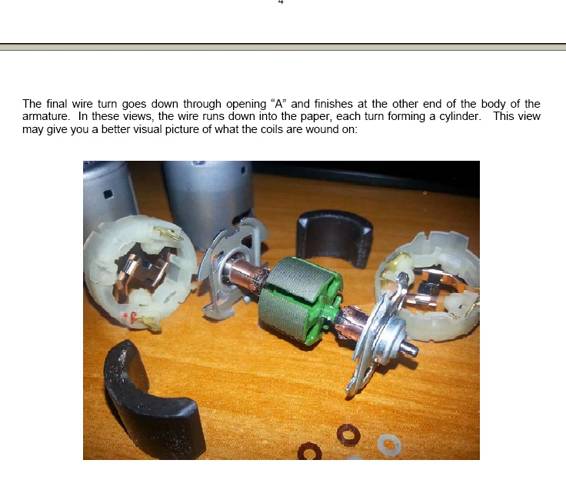 4
The final wire turn goes down through opening "A" and finishes at the other end of the body of the
armature. In these views, the wire runs down into the paper, each turn forming a cylinder. This view
may give you a better visual picture of what the coils are wound on: